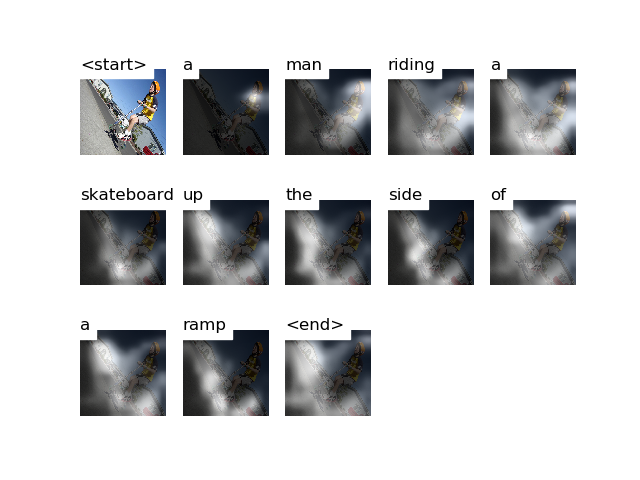 <start> a man riding a
skateboard up the side of
a ramp <end>